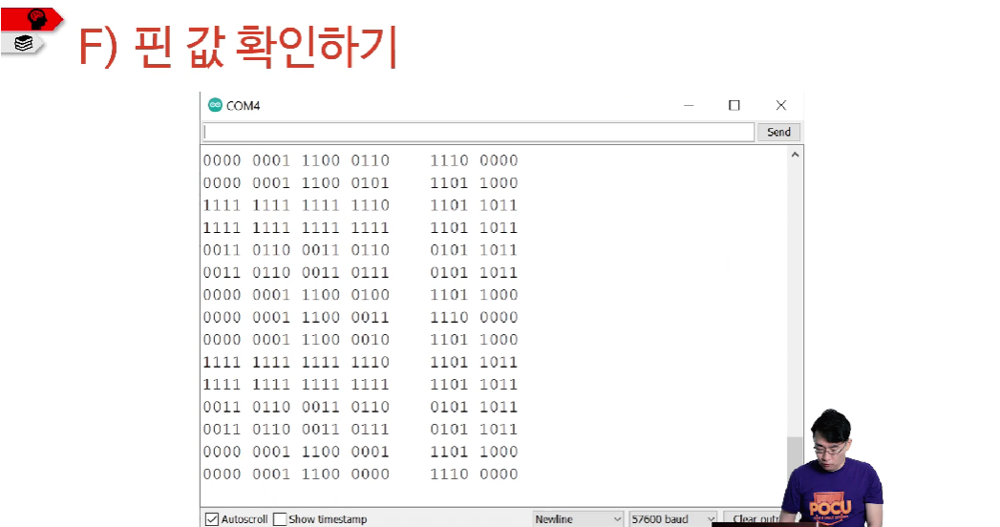 F) 핀 값 확인하기
COM4
Send
0000 0001 1100 0110 1110 0000
0000 0001 1100 0101 1101 1000
1111 1111 1111 1110 1101 1011
1111 1111 1111 1111 1101 1011
0011 0110 0011 0110 0101 1011
0011 0110 0011 0111 0101 1011
0000 0001 1100 0100 1101 1000
0000 0001 1100 0011 1110 0000
0000 0001 1100 0010 1101 1000
1111 1111 1111 1110 1101 1011
1111 1111 1111 1111 1101 1011
0011 0110 0011 0110 0101 1011
0011 0110 0011 0111 0101 1011
0000 0001 1100 0001 1101 1000
0000 0001 1100 0000 1110 0000
POCU
Autoscroll Show timestamp Newline 57600 baud Clear